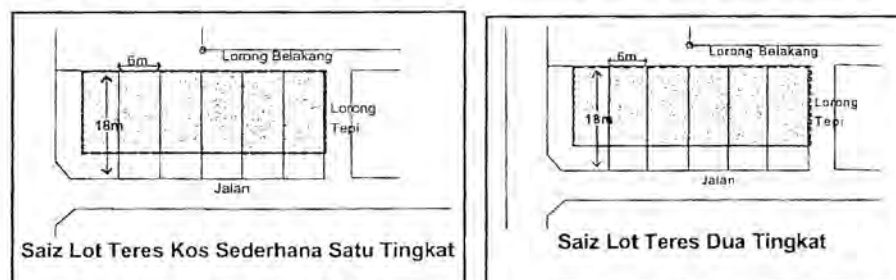 6m
Lorong Belakang
18m
Lorong
Tepi
Jalan
Saiz Lot Teres Kos Sederhana Satu Tingkat
6m
Lorong Belakang
18m
Lorong
Tepi
Jalan
Saiz Lot Teres Dua Tingkat